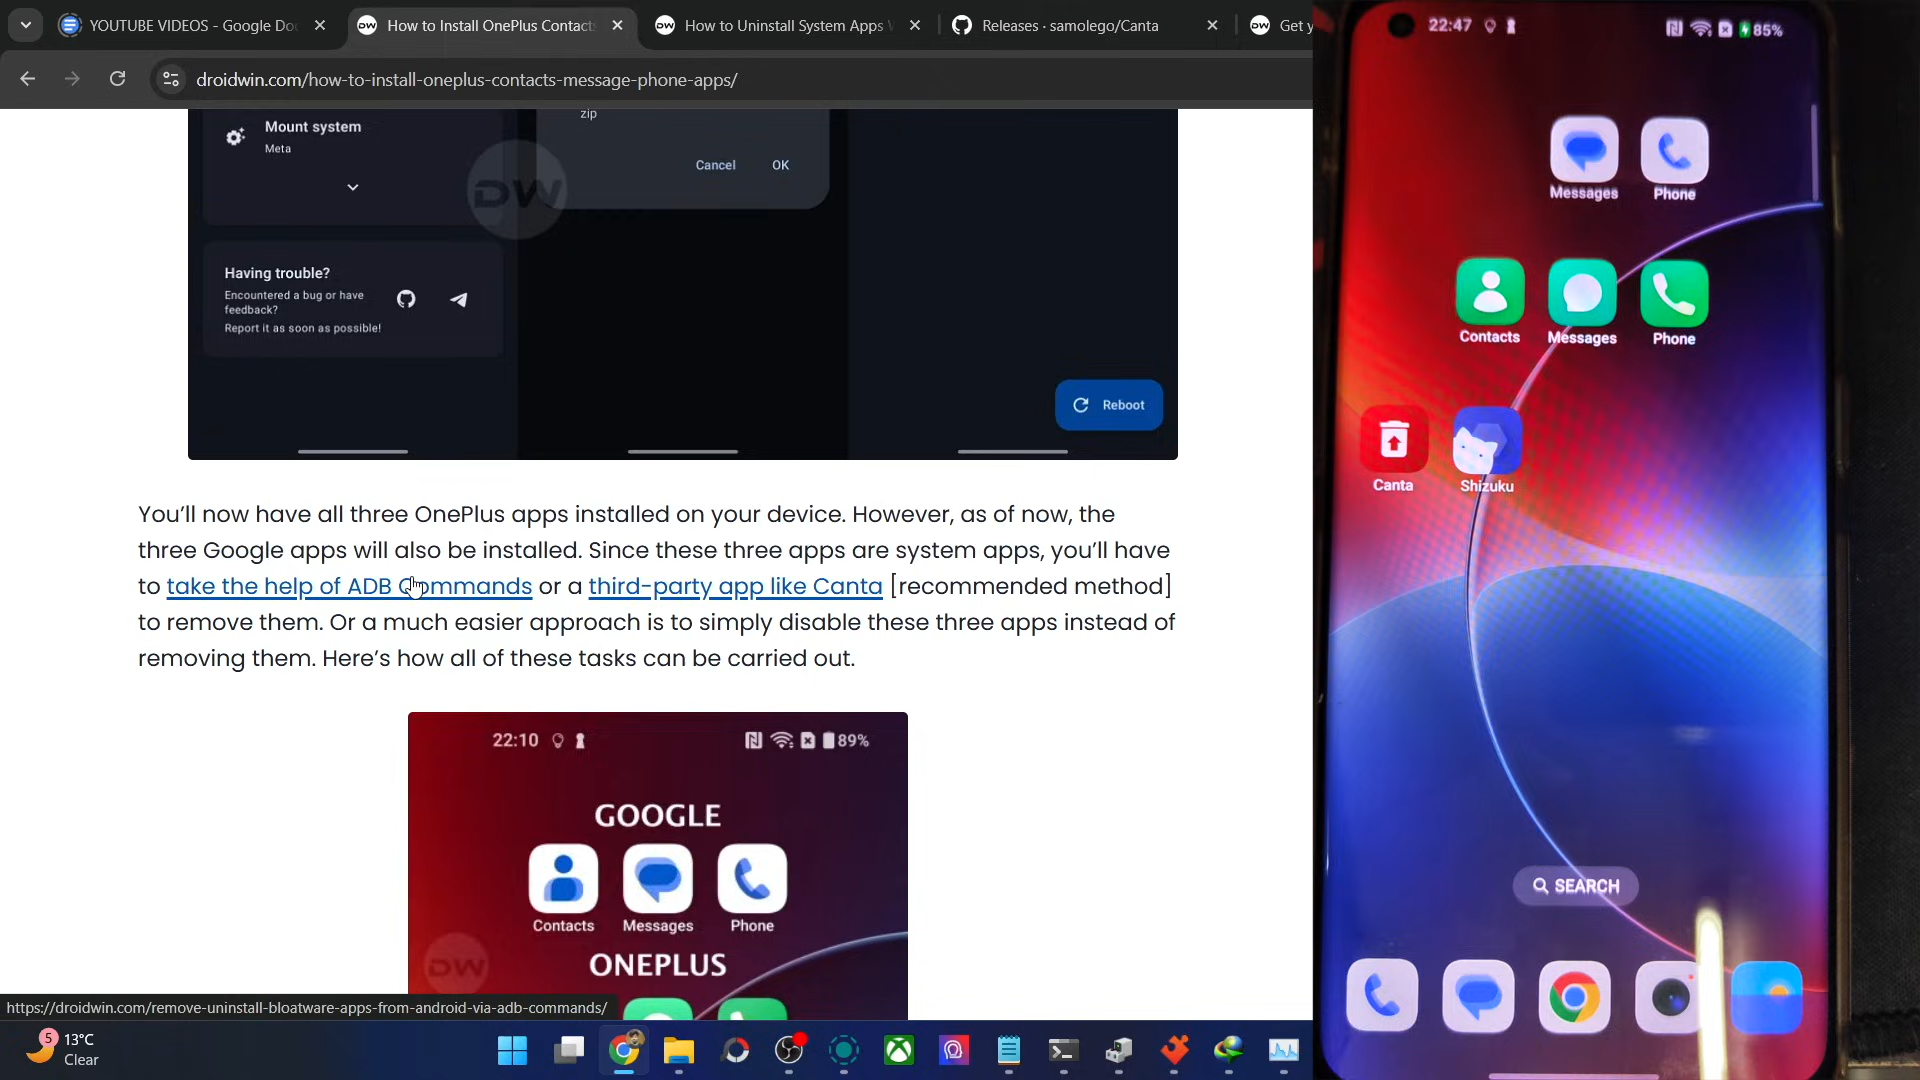 YOUTUBE VIDEOS - Google Do
How to Install OnePlus Contacts
How to Uninstall System Apps
Releases · samolego/Canta
Get y
droidwin.com/how-to-install-oneplus-contacts-message-phone-apps/
Mount system
Meta
zip
Cancel
OK
DW
Having trouble?
Encountered a bug or have
feedback?
Report it as soon as possible!
Reboot
You'll now have all three OnePlus apps installed on your device. However, as of now, the
three Google apps will also be installed. Since these three apps are system apps, you'll have
to take the help of ADB Commands or a third-party app like Canta [recommended method]
to remove them. Or a much easier approach is to simply disable these three apps instead of
removing them. Here's how all of these tasks can be carried out.
22:10
89%
GOOGLE
Contacts
Messages
Phone
DW
ONEPLUS
https://droidwin.com/remove-uninstall-bloatware-apps-from-android-via-adb-commands/
5
13°C
Clear
22:47
85%
Messages
Phone
Contacts
Messages
Phone
Canta
Shizuku
SEARCH